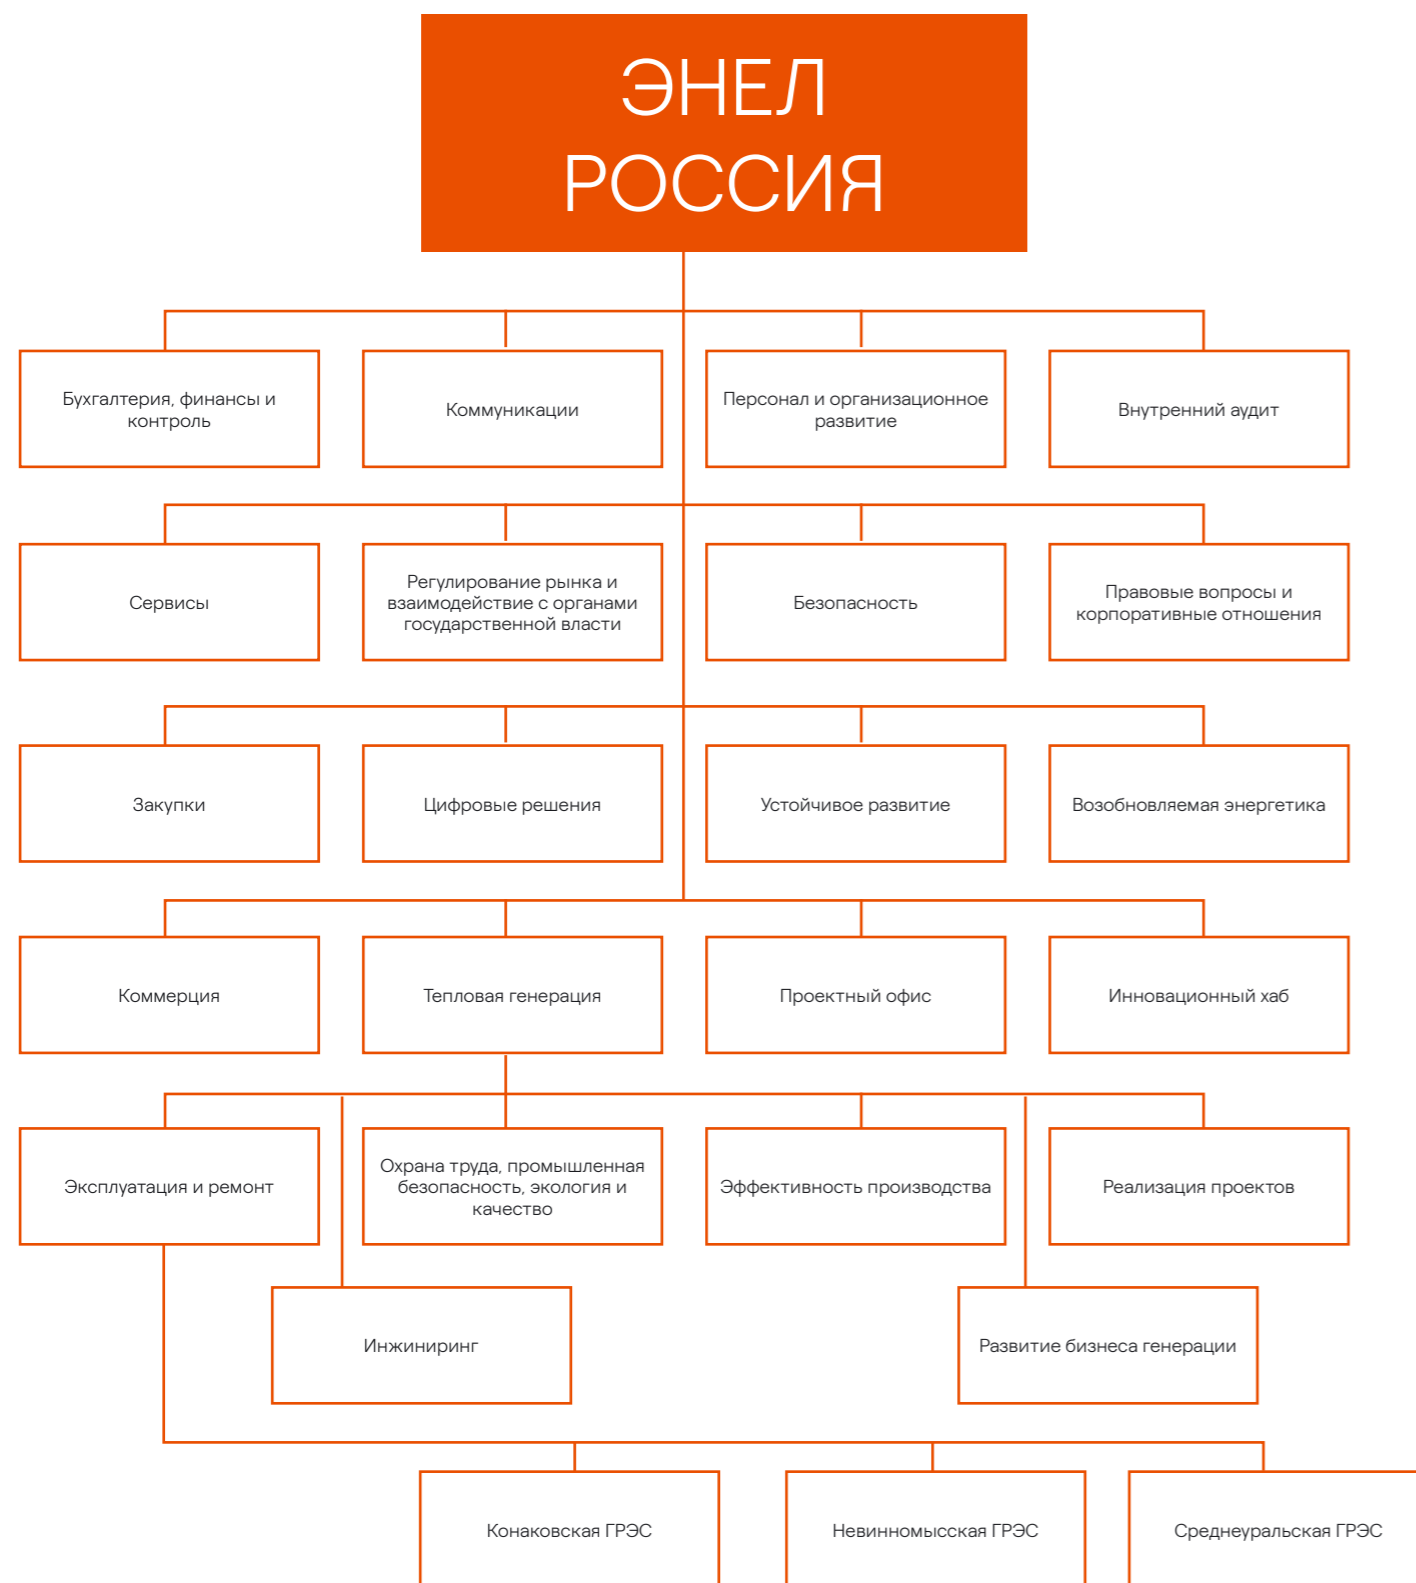 ЭНЕЛ
РОССИЯ
Бухгалтерия, финансы и
контроль
Коммуникации
Персонал и организационное
развитие
Внутренний аудит
Сервисы
Регулирование рынка и
взаимодействие с органами
государственной власти
Безопасность
Правовые вопросы и
корпоративные отношения
Закупки
Цифровые решения
Устойчивое развитие
Возобновляемая энергетика
Коммерция
Тепловая генерация
Проектный офис
Инновационный хаб
Эксплуатация и ремонт
Охрана труда, промышленная
безопасность, экология и
качество
Эффективность производства
Реализация проектов
Инжиниринг
Развитие бизнеса генерации
Конаковская ГРЭС
Невинномысская ГРЭС
Среднеуральская ГРЭС